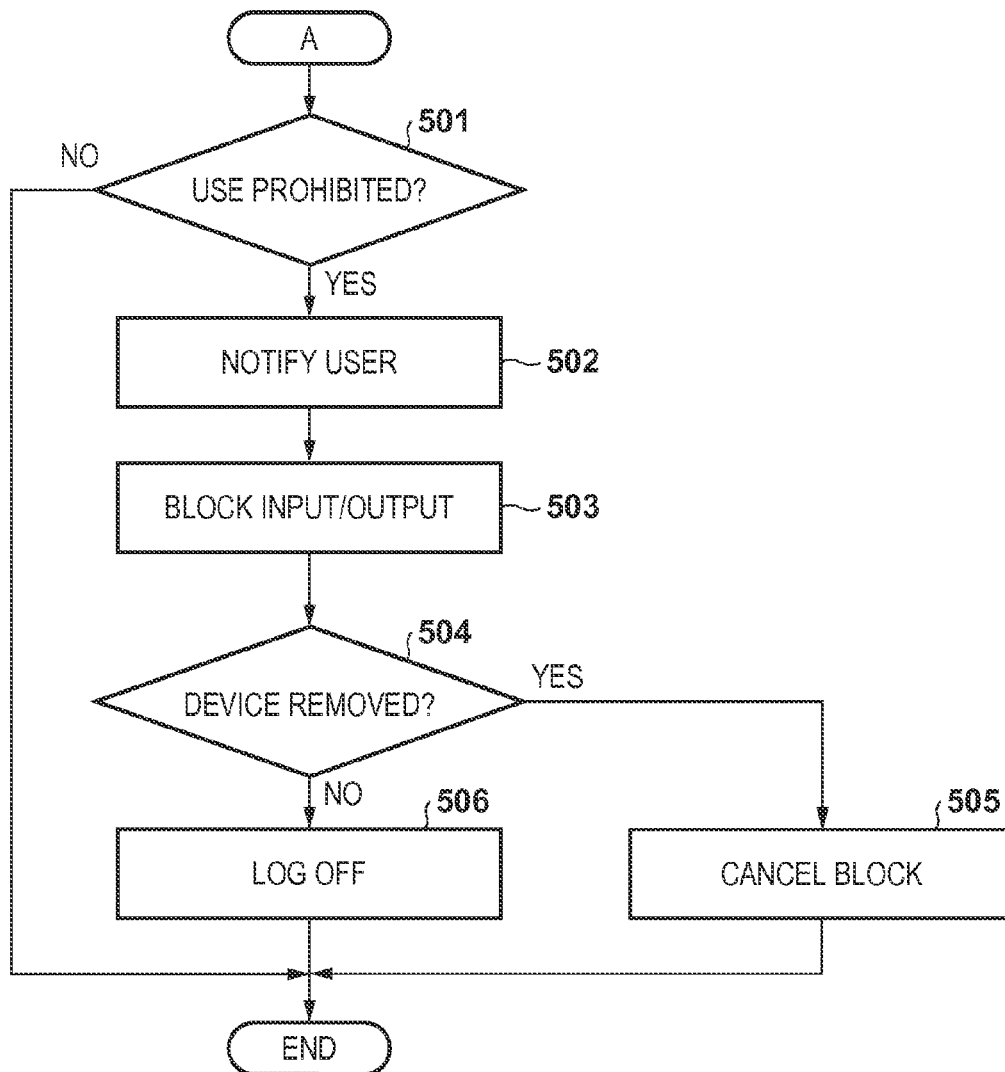 A
501
NO
USE PROHIBITED?
YES
NOTIFY USER
502
BLOCK INPUT/OUTPUT
503
504
YES
DEVICE REMOVED?
NO
506
505
LOG OFF
CANCEL BLOCK
END